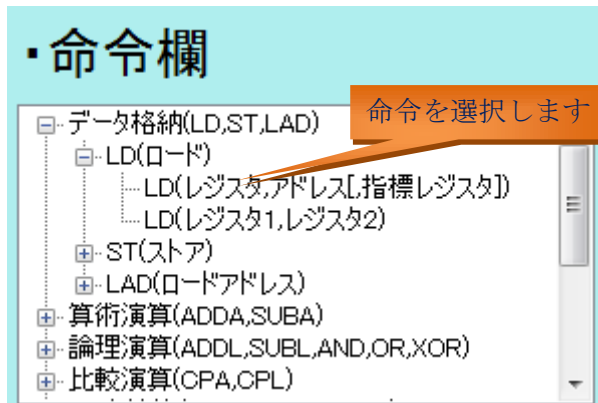 ・命令欄
命令を選択します
データ格納(LD,ST,LAD)
LD(ロード)
LD(レジスタ,アドレス[,指標レジスタ])
LD(レジスタ1,レジスタ2)
ST(ストア)
LAD(ロードアドレス)
算術演算(ADDA,SUBA)
論理演算(ADDL,SUBL,AND,OR,XOR)
比較演算(CPA,CPL)